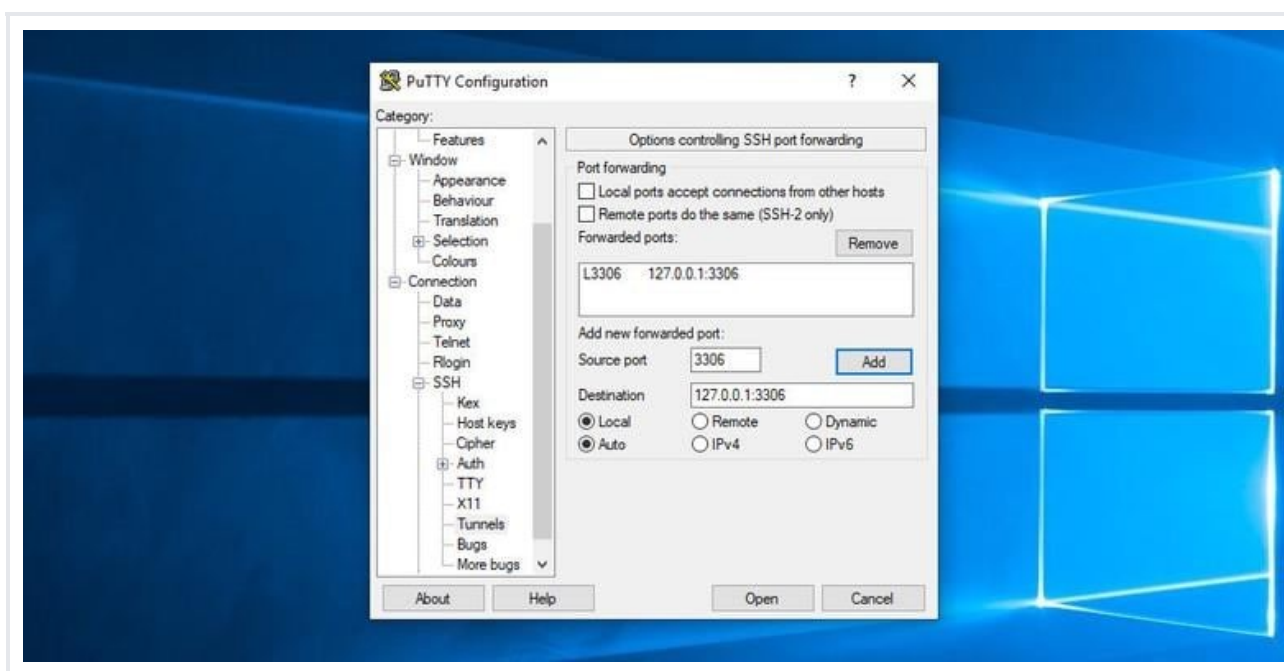 PuTTY Configuration ? ×
Category:
Features
Window
Appearance
Behaviour
Translation
Selection
Colours
Connection
Data
Proxy
Telnet
Rlogin
SSH
Kex
Host keys
Cipher
Auth
TTY
X11
Tunnels
Bugs
More bugs
Options controlling SSH port forwarding
Port forwarding
Local ports accept connections from other hosts
Remote ports do the same (SSH-2 only)
Forwarded ports: Remove
L3306 127.0.0.1:3306
Add new forwarded port:
Source port 3306 Add
Destination 127.0.0.1:3306
Local Remote Dynamic
Auto IPv4 IPv6
About Help Open Cancel